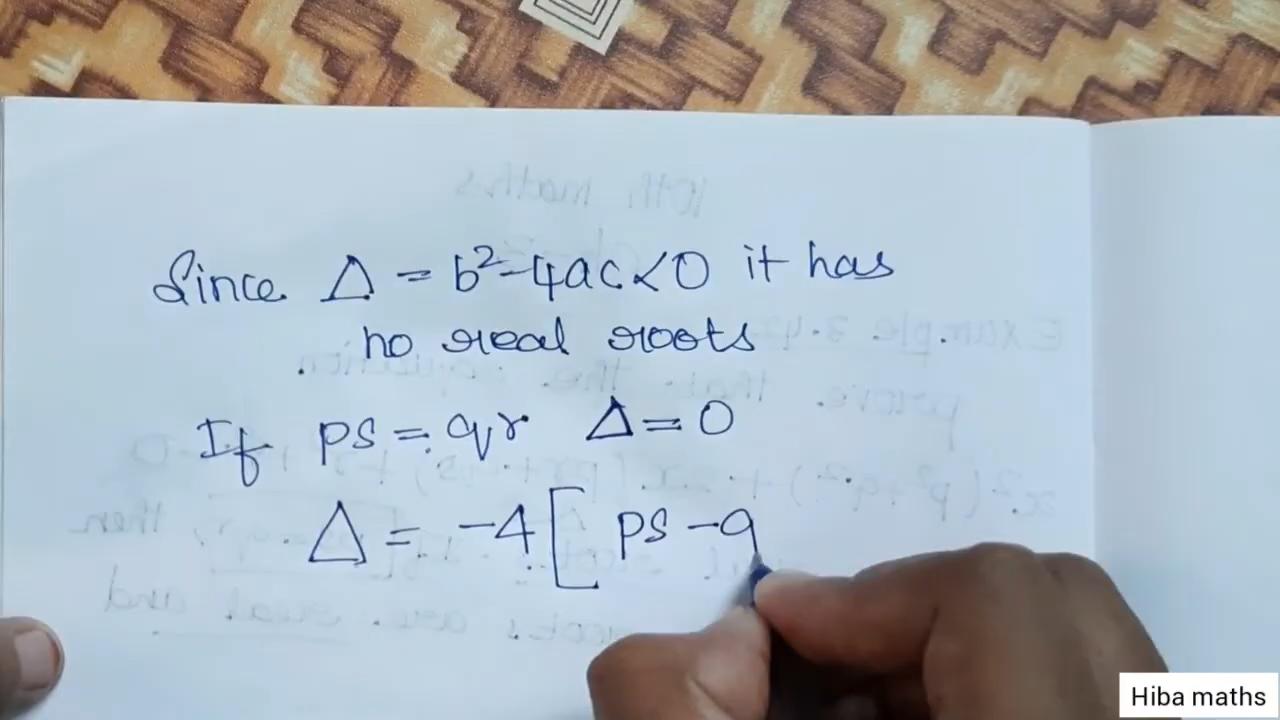 Since Δ = b²-4ac<0 it has
no real roots
If ps = qr Δ=0
Δ = -4[ ps -q
Hiba maths